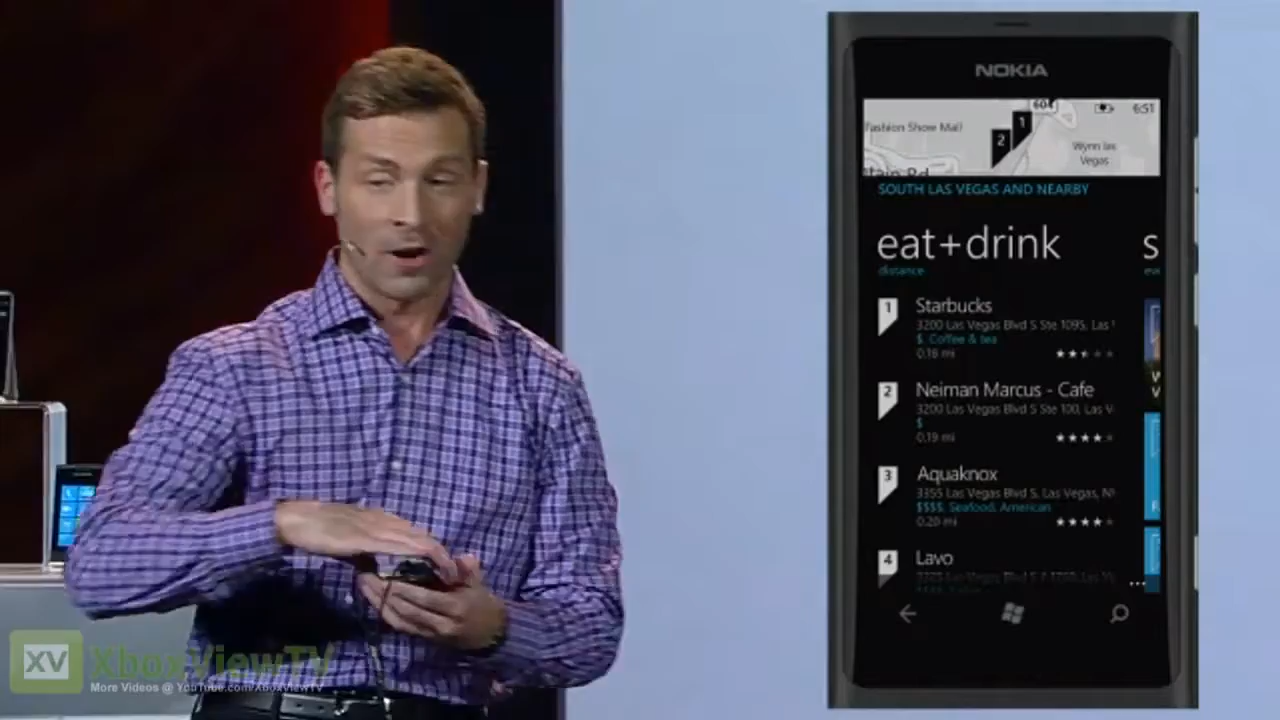 NOKIA
604
6:51
Fashion Show Mall
1
2
Wynn las
Vegas
SOUTH LAS VEGAS AND NEARBY
eat+drink
s
distance
1
Starbucks
3200 Las Vegas Blvd S Ste 1095, Las
$, Coffee & tea
0.18 mi
2
Neiman Marcus - Cafe
3200 Las Vegas Blvd S Ste 100, Las V
$
0.19 mi
3
Aquaknox
3355 Las Vegas Blvd S, Las Vegas, N
$$$$, Seafood, American
0.20 mi
4
Lavo
...
XV XboxViewTV
More Videos @ YouTube.com/XboxViewTV